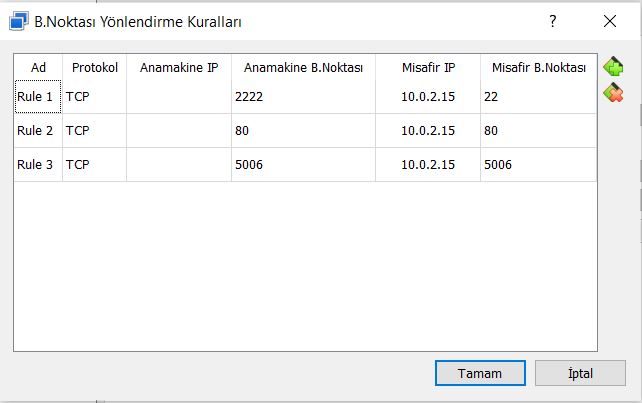 B.Noktası Yönlendirme Kuralları
Ad Protokol Anamakine IP Anamakine B.Noktası Misafir IP Misafir B.Noktası
Rule 1 TCP 2222 10.0.2.15 22
Rule 2 TCP 80 10.0.2.15 80
Rule 3 TCP 5006 10.0.2.15 5006
Tamam İptal